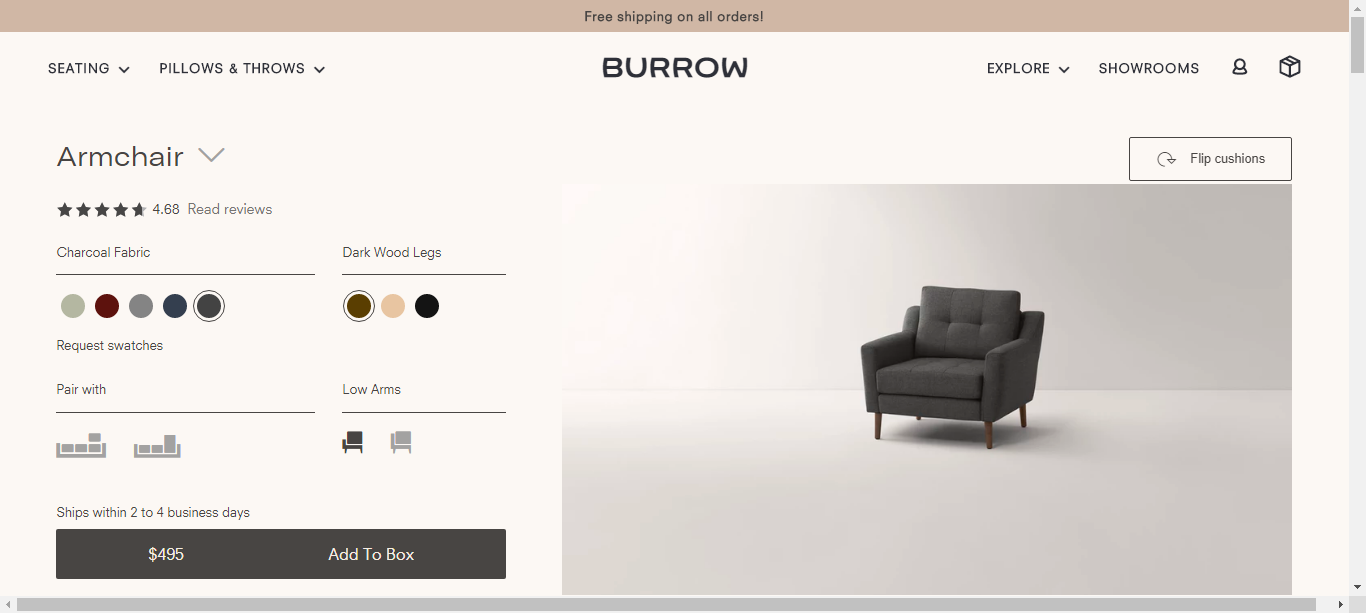 Free shipping on all orders!
SEATING
PILLOWS & THROWS
BURROW
EXPLORE
SHOWROOMS
Armchair
Flip cushions
4.68 Read reviews
Charcoal Fabric
Dark Wood Legs
Request swatches
Pair with
Low Arms
Ships within 2 to 4 business days
$495
Add To Box